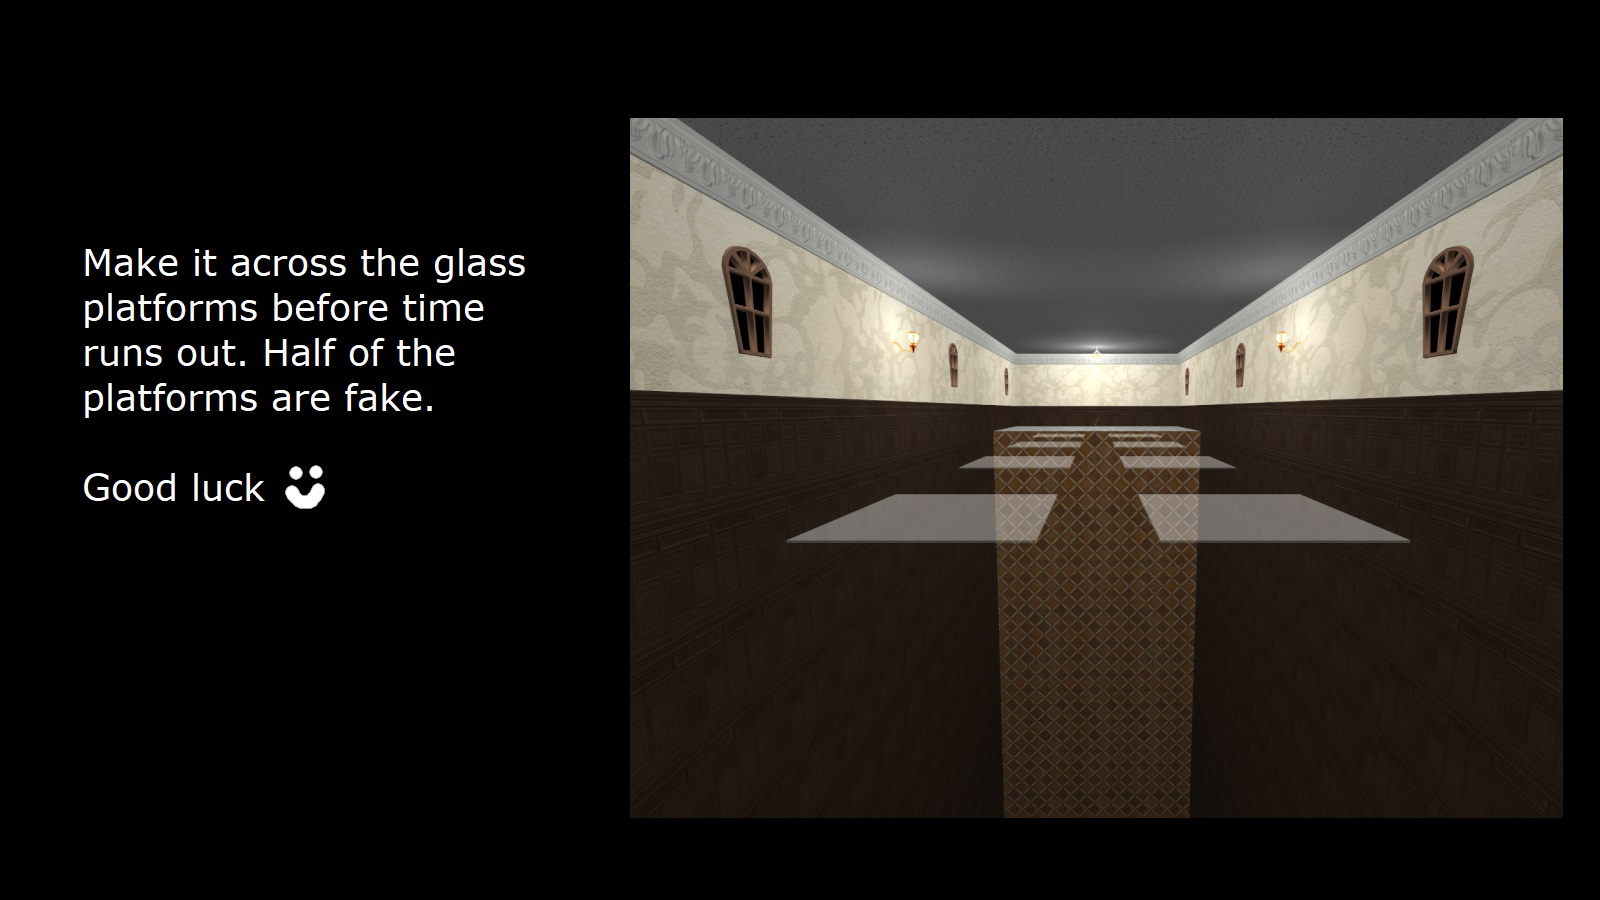 Make it across the glass
platforms before time
runs out. Half of the
platforms are fake.
Good luck